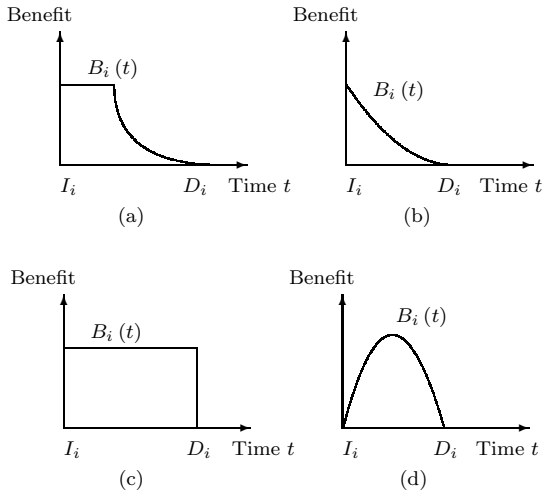 Benefit
B_i (t)
I_i D_i Time t
(a)
Benefit
B_i (t)
I_i D_i Time t
(b)
Benefit
B_i (t)
I_i D_i Time t
(c)
Benefit
B_i (t)
I_i D_i Time t
(d)